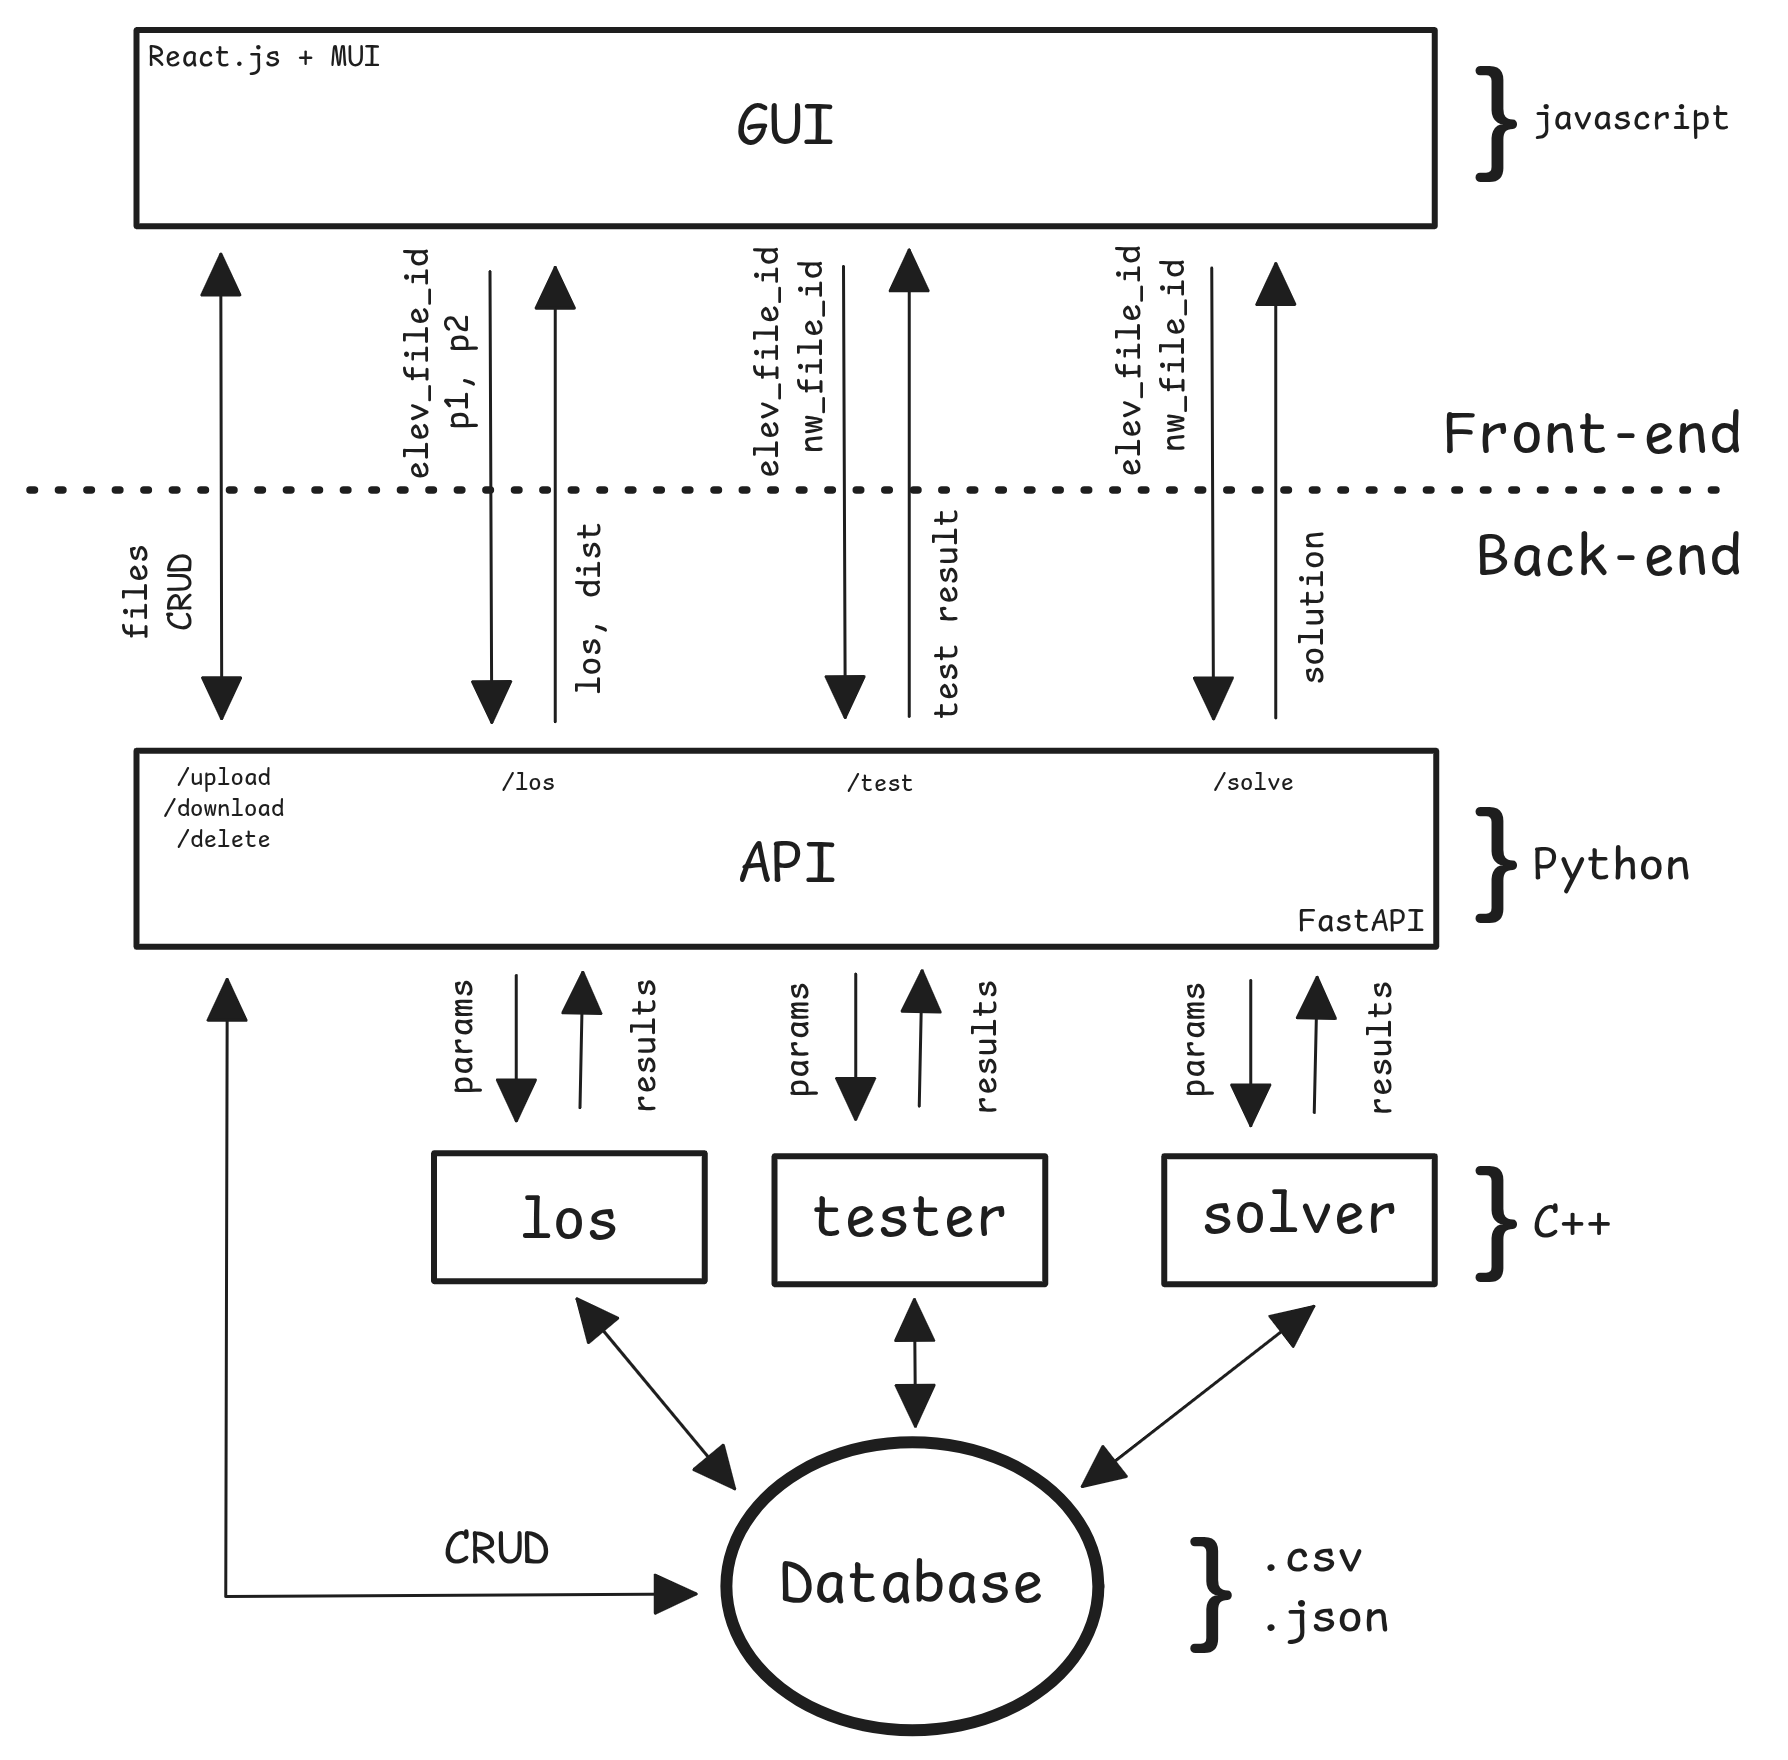 React.js + MUI
GUI
javascript
elev_file_id
p1, p2
elev_file_id
nw_file_id
elev_file_id
nw_file_id
Front-end
Back-end
files
CRUD
los, dist
test result
solution
/upload
/download
/delete
/los
/test
/solve
API
FastAPI
Python
params
results
params
results
params
results
los
tester
solver
C++
CRUD
Database
.csv
.json